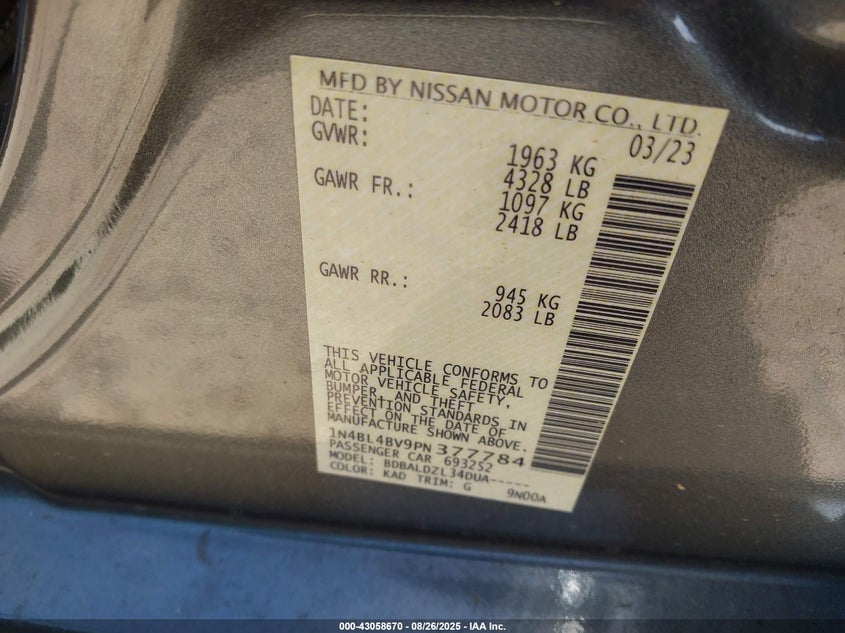 MFD BY NISSAN MOTOR CO., LTD.
DATE: 03/23
GVWR: 1963 KG
4328 LB
GAWR FR.: 1097 KG
2418 LB
GAWR RR.: 945 KG
2083 LB
THIS VEHICLE CONFORMS TO
ALL APPLICABLE FEDERAL
MOTOR VEHICLE SAFETY,
BUMPER, AND THEFT
PREVENTION STANDARDS IN
EFFECT ON THE DATE OF
MANUFACTURE SHOWN ABOVE.
1N4BL4BV9PN377784
PASSENGER CAR 693252
MODEL: BDBALDZL34DUA-----
COLOR: KAD TRIM: G 9N00A
000-43058670 - 08/26/2025 - IAA Inc.